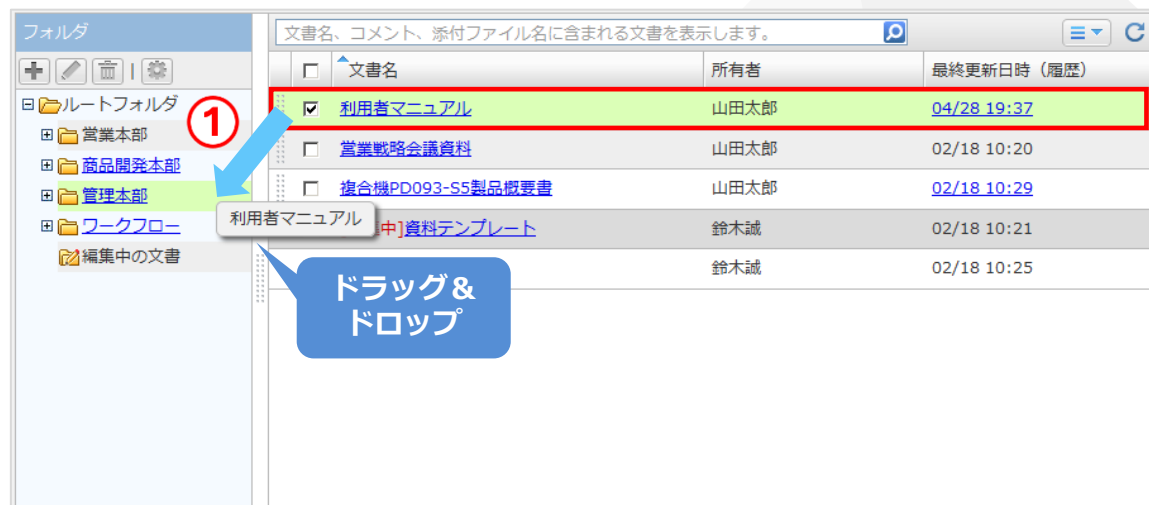 フォルダ
文書名、コメント、添付ファイル名に含まれる文書を表示します。
文書名 所有者 最終更新日時（履歴）
ルートフォルダ
営業本部
商品開発本部
管理本部
ワークフロー
編集中の文書
①
利用者マニュアル 山田太郎 04/28 19:37
営業戦略会議資料 山田太郎 02/18 10:20
複合機PD093-S5製品概要書 山田太郎 02/18 10:29
中]資料テンプレート 鈴木誠 02/18 10:21
鈴木誠 02/18 10:25
利用者マニュアル
ドラッグ＆
ドロップ